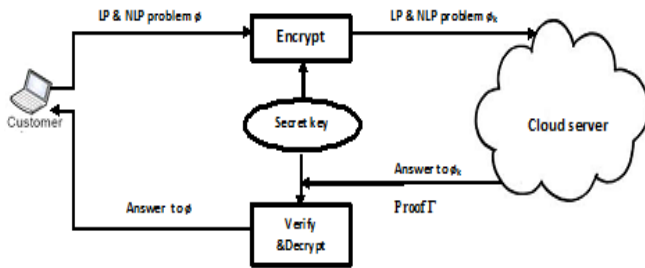 LP & NLP problem ϕ
Encrypt
LP & NLP problem ϕk
Customer
Secret key
Cloud server
Answer to ϕk
Answer to ϕ
Verify
&Decrypt
Proof Γ